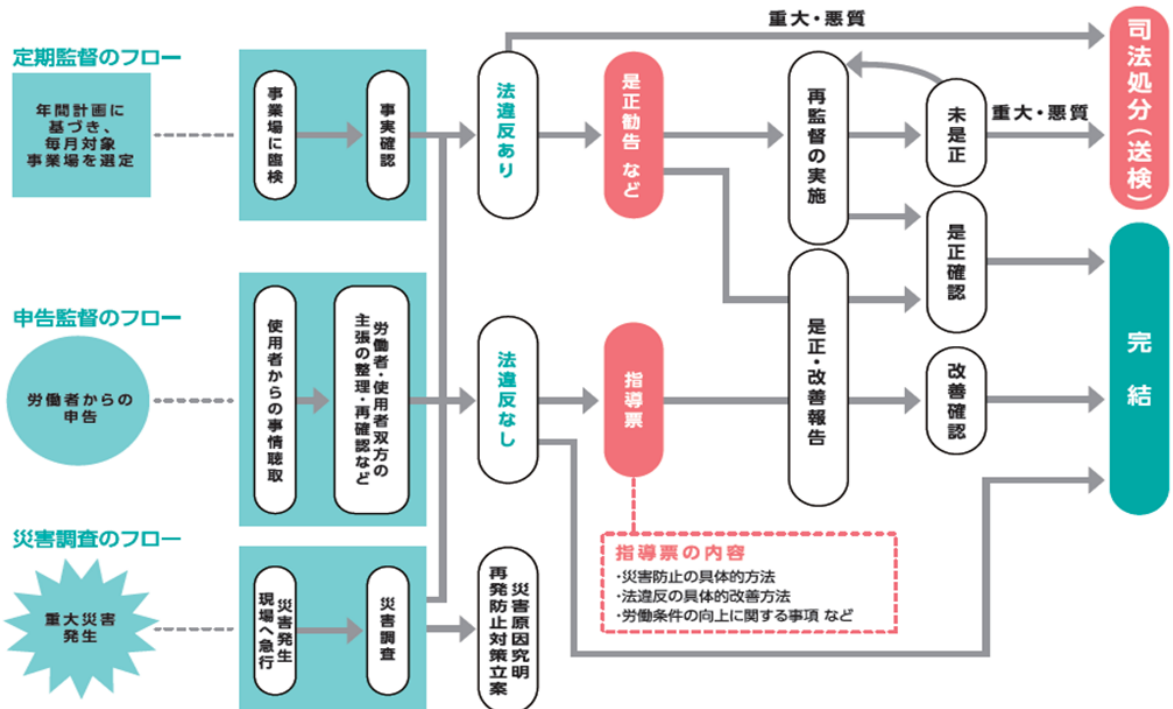 定期監督のフロー
年間計画に
基づき、
毎月対象
事業場を選定
事業場に臨検
事実確認
法違反あり
是正勧告 など
再監督の実施
未是正
重大・悪質
重大・悪質
司法処分(送検)
是正確認
申告監督のフロー
労働者からの
申告
使用者からの事情聴取
労働者・使用者双方の
主張の整理・再確認など
法違反なし
指導票
是正・改善報告
改善確認
完結
災害調査のフロー
重大災害
発生
災害発生
現場へ急行
災害調査
災害原因究明
再発防止対策立案
指導票の内容
・災害防止の具体的方法
・法違反の具体的改善方法
・労働条件の向上に関する事項 など